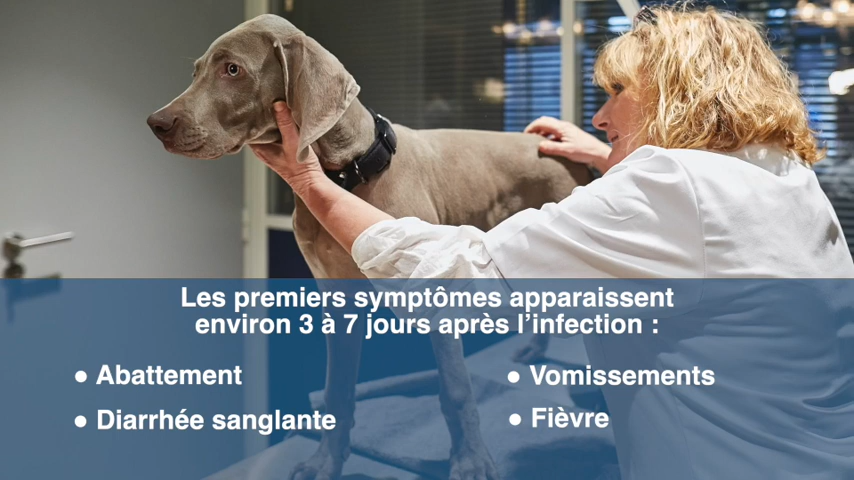 Les premiers symptômes apparaissent
environ 3 à 7 jours après l'infection :
● Abattement
● Vomissements
● Diarrhée sanglante
● Fièvre